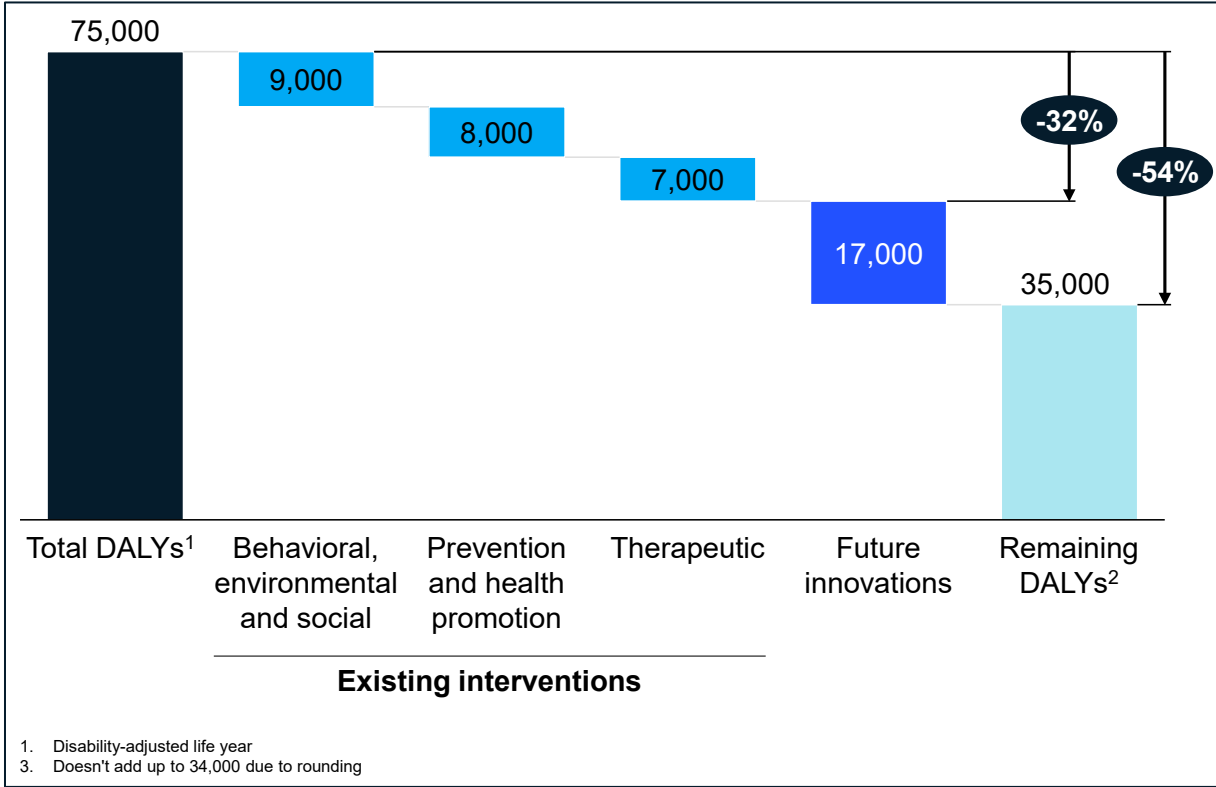 75,000
9,000
8,000
7,000
17,000
35,000
-32%
-54%
Total DALYs¹
Behavioral,
environmental
and social
Prevention
and health
promotion
Therapeutic
Future
innovations
Remaining
DALYs²
Existing interventions
1. Disability-adjusted life year
3. Doesn't add up to 34,000 due to rounding